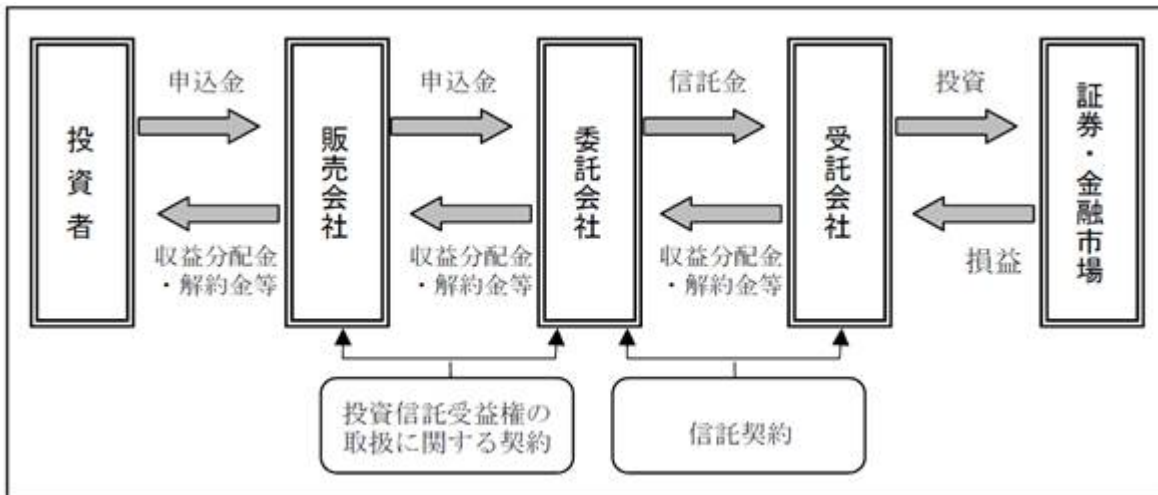 投資者
申込金
収益分配金
・解約金等
販売会社
申込金
収益分配金
・解約金等
委託会社
信託金
収益分配金
・解約金等
受託会社
投資
損益
証券・金融市場
投資信託受益権の
取扱に関する契約
信託契約